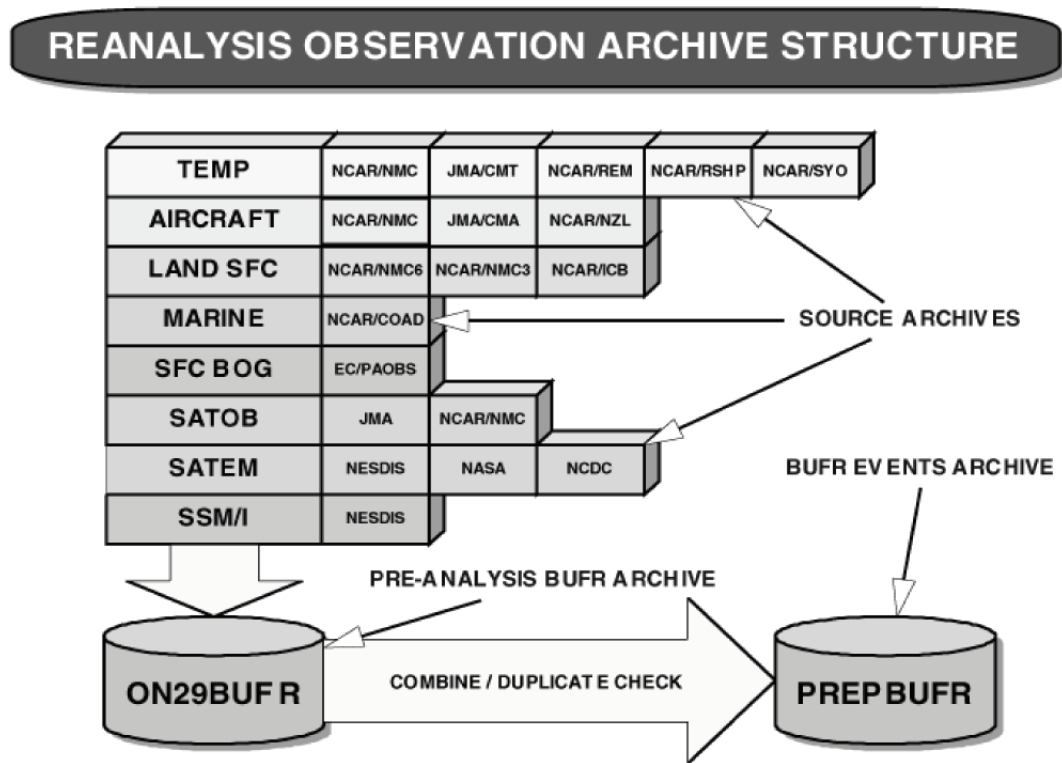 REANALYSIS OBSERVATION ARCHIVE STRUCTURE
TEMP NCAR/NMC JMA/CMT NCAR/REM NCAR/RSHP NCAR/SYO
AIRCRAFT NCAR/NMC JMA/CMA NCAR/NZL
LAND SFC NCAR/NMC6 NCAR/NMC3 NCAR/ICB
MARINE NCAR/COAD
SOURCE ARCHIVES
SFC BOG EC/PAOBS
SATOB JMA NCAR/NMC
SATEM NESDIS NASA NCDC
BUFR EVENTS ARCHIVE
SSM/I NESDIS
PRE-ANALYSIS BUFR ARCHIVE
ON29BUFR
COMBINE / DUPLICATE CHECK
PREPBUFR